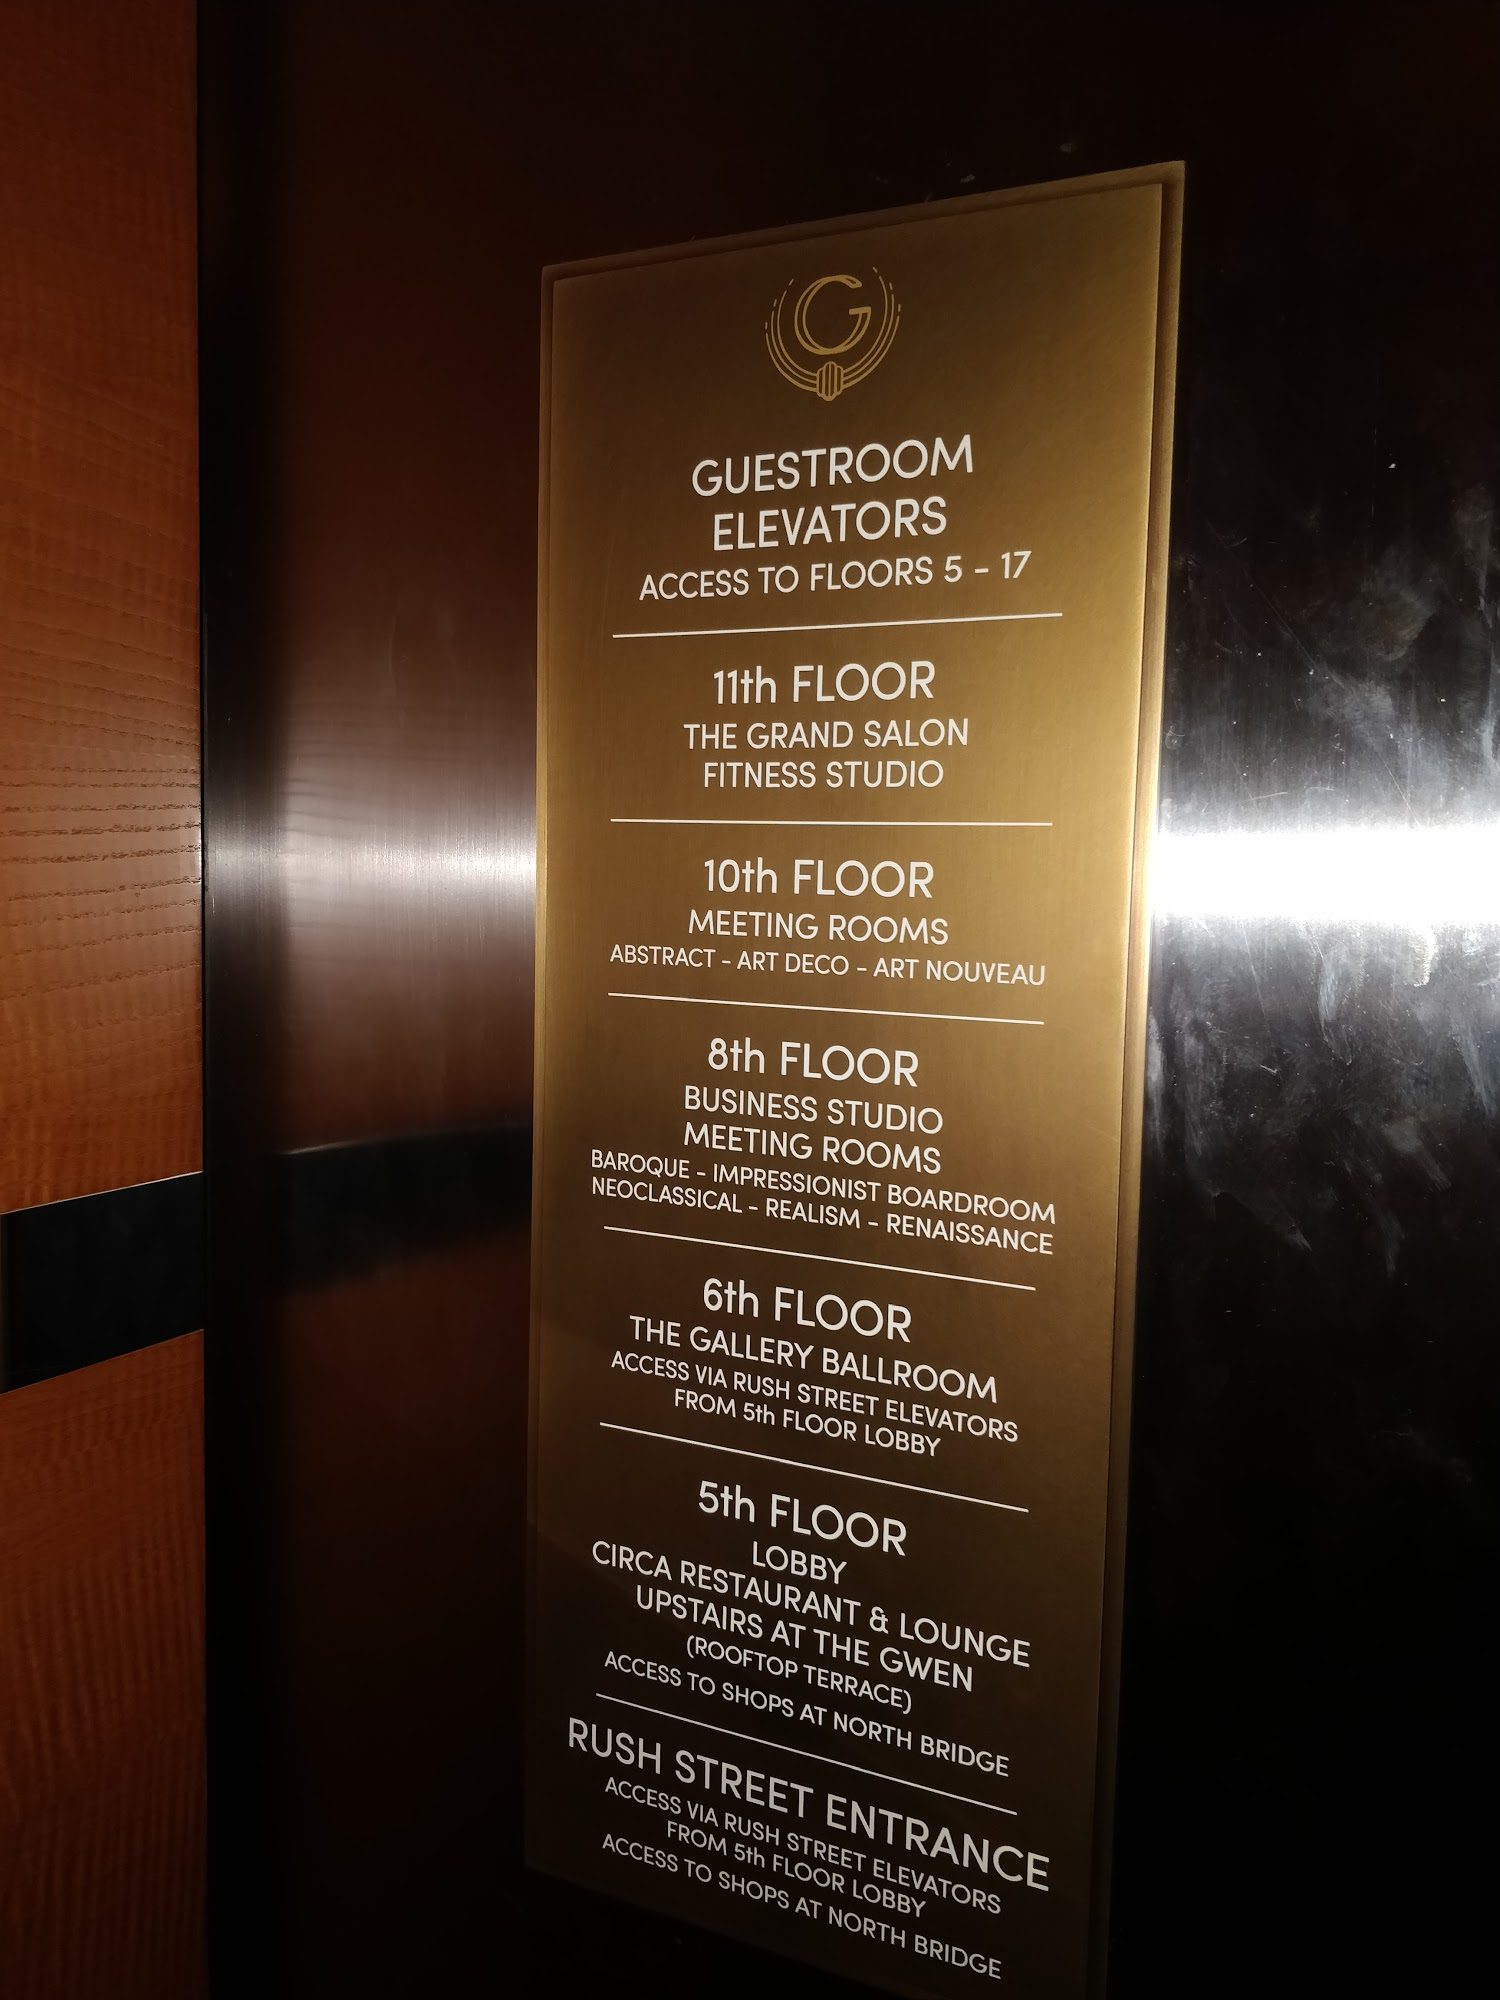 G
GUESTROOM
ELEVATORS
ACCESS TO FLOORS 5 - 17
11th FLOOR
THE GRAND SALON
FITNESS STUDIO
10th FLOOR
MEETING ROOMS
ABSTRACT - ART DECO - ART NOUVEAU
8th FLOOR
BUSINESS STUDIO
MEETING ROOMS
BAROQUE - IMPRESSIONIST BOARDROOM
NEOCLASSICAL - REALISM - RENAISSANCE
6th FLOOR
THE GALLERY BALLROOM
ACCESS VIA RUSH STREET ELEVATORS
FROM 5th FLOOR LOBBY
5th FLOOR
LOBBY
CIRCA RESTAURANT & LOUNGE
UPSTAIRS AT THE GWEN
(ROOFTOP TERRACE)
ACCESS TO SHOPS AT NORTH BRIDGE
RUSH STREET ENTRANCE
ACCESS VIA RUSH STREET ELEVATORS
FROM 5th FLOOR LOBBY
ACCESS TO SHOPS AT NORTH BRIDGE